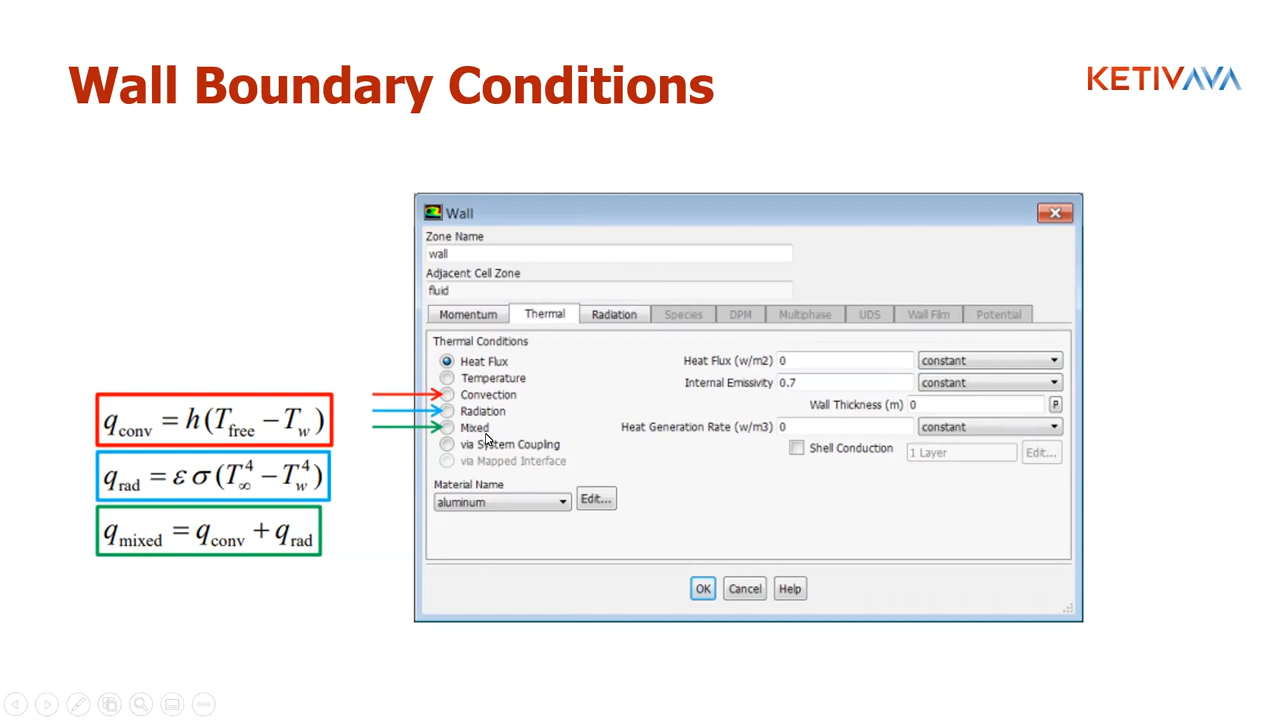 Wall Boundary Conditions
KETIVAVA
Wall
Zone Name
wall
Adjacent Cell Zone
fluid
Momentum Thermal Radiation Species DPM Multiphase UDS Wall Film Potential
Thermal Conditions
Heat Flux
Temperature
Convection
Radiation
Mixed
via System Coupling
via Mapped Interface
Heat Flux (w/m2) 0 constant
Internal Emissivity 0.7 constant
Wall Thickness (m) 0 P
Heat Generation Rate (w/m3) 0 constant
Shell Conduction 1 Layer Edit...
Material Name
aluminum Edit...
OK Cancel Help
q_conv = h(T_free − T_w)
q_rad = ε σ (T_∞^4 − T_w^4)
q_mixed = q_conv + q_rad